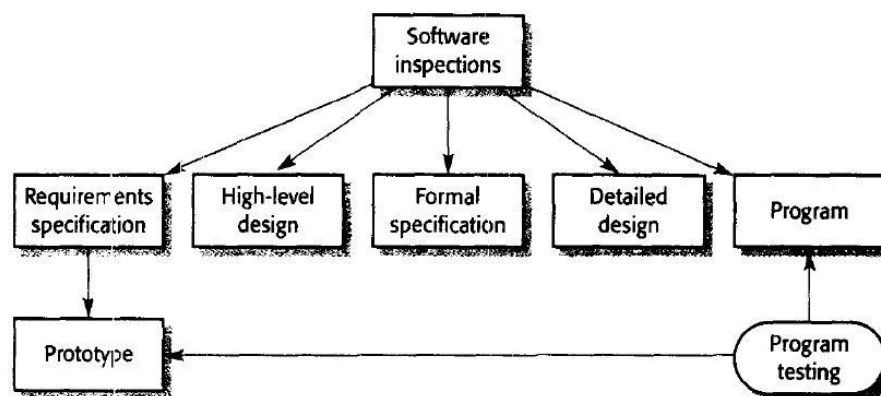 Software
inspections
Requirements
specification
High-level
design
Formal
specification
Detailed
design
Program
Prototype
Program
testing